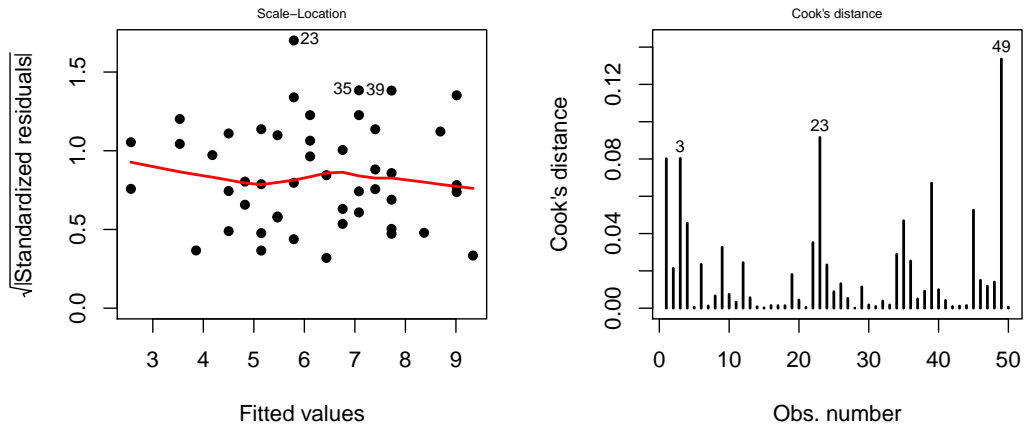 Scale−Location
√|Standardized residuals|
0.0 0.5 1.0 1.5
23
35 39
3 4 5 6 7 8 9
Fitted values
Cook's distance
Cook's distance
0.00 0.04 0.08 0.12
3
23
49
0 10 20 30 40 50
Obs. number